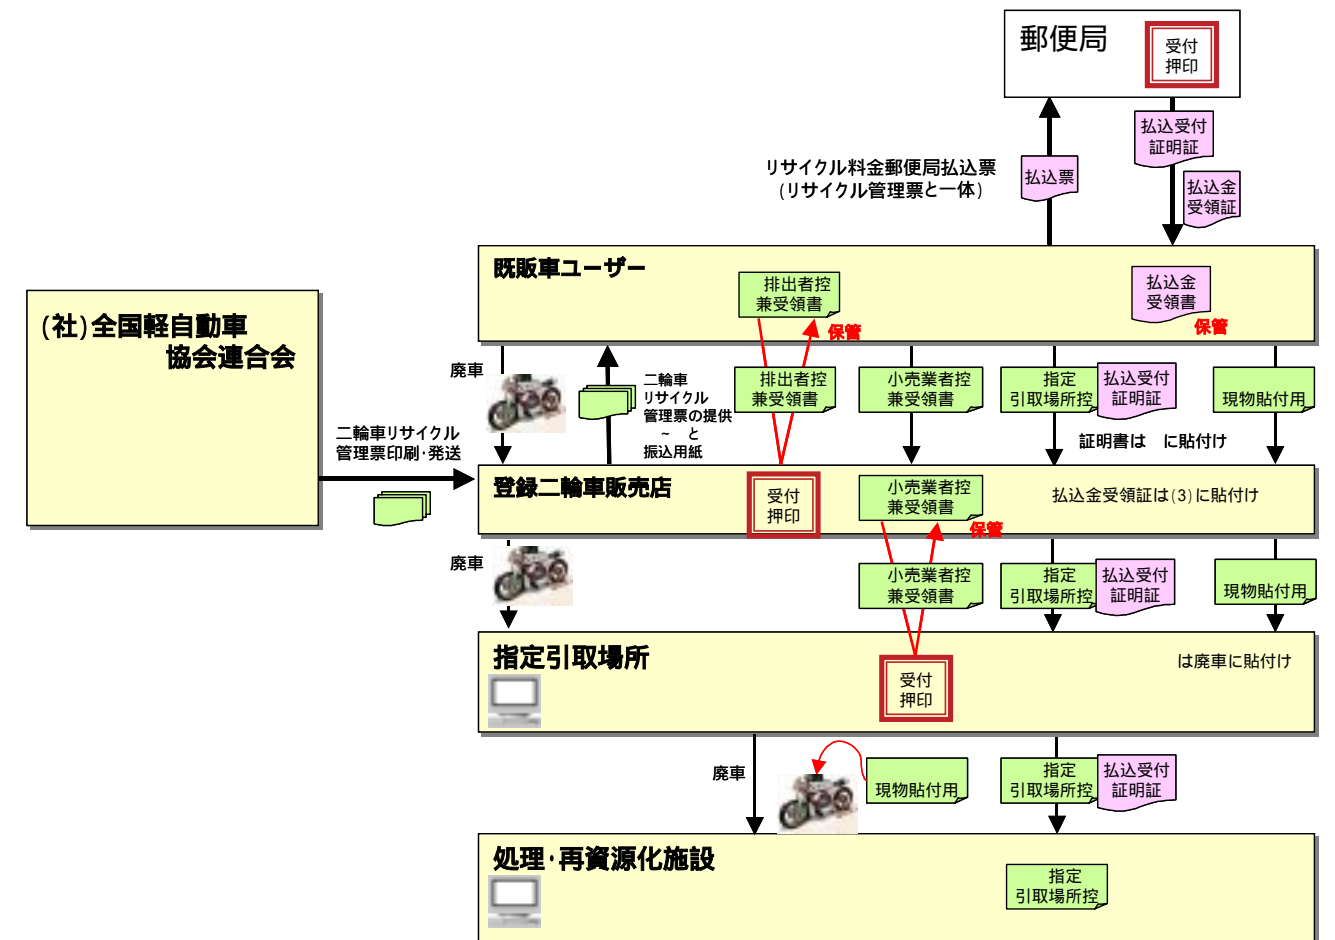 郵便局
受付
押印
払込受付
証明証
リサイクル料金郵便局払込票
(リサイクル管理票と一体)
払込票
払込金
受領証
既販車ユーザー
排出者控
兼受領書
保管
払込金
受領書
保管
(社)全国軽自動車
協会連合会
廃車
二輪車
リサイクル
管理票の提供
~ と
振込用紙
排出者控
兼受領書
小売業者控
兼受領書
指定
引取場所控
払込受付
証明証
現物貼付用
証明書は に貼付け
二輪車リサイクル
管理票印刷・発送
登録二輪車販売店
受付
押印
小売業者控
兼受領書
保管
払込金受領証は(3)に貼付け
廃車
小売業者控
兼受領書
指定
引取場所控
払込受付
証明証
現物貼付用
指定引取場所
受付
押印
は廃車に貼付け
廃車
現物貼付用
指定
引取場所控
払込受付
証明証
処理・再資源化施設
指定
引取場所控